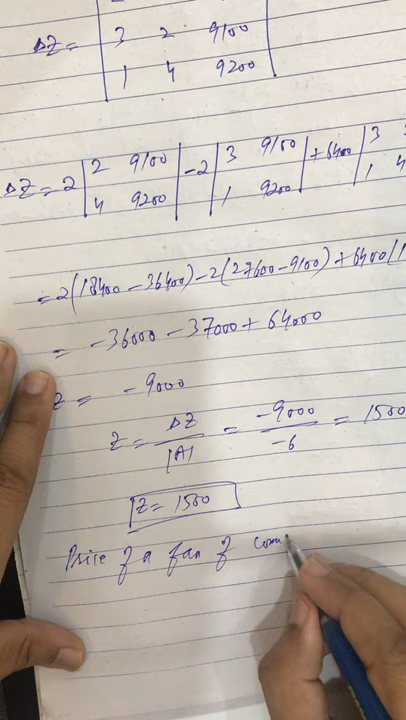 ΔZ = | 3 2 9100 |
| 1 4 9200 |
ΔZ = 2 | 2 9100 | -2 | 3 9100 | +6400 | 3
| 4 9200 | | 1 9200 | | 1 4
= 2(18400 - 36400) - 2(27600 - 9100) + 6400(1
= -36000 - 37000 + 64000
Z = -9000
Z = ΔZ / |A| = -9000 / -6 = 1500
Z = 1500
Price of a fan of